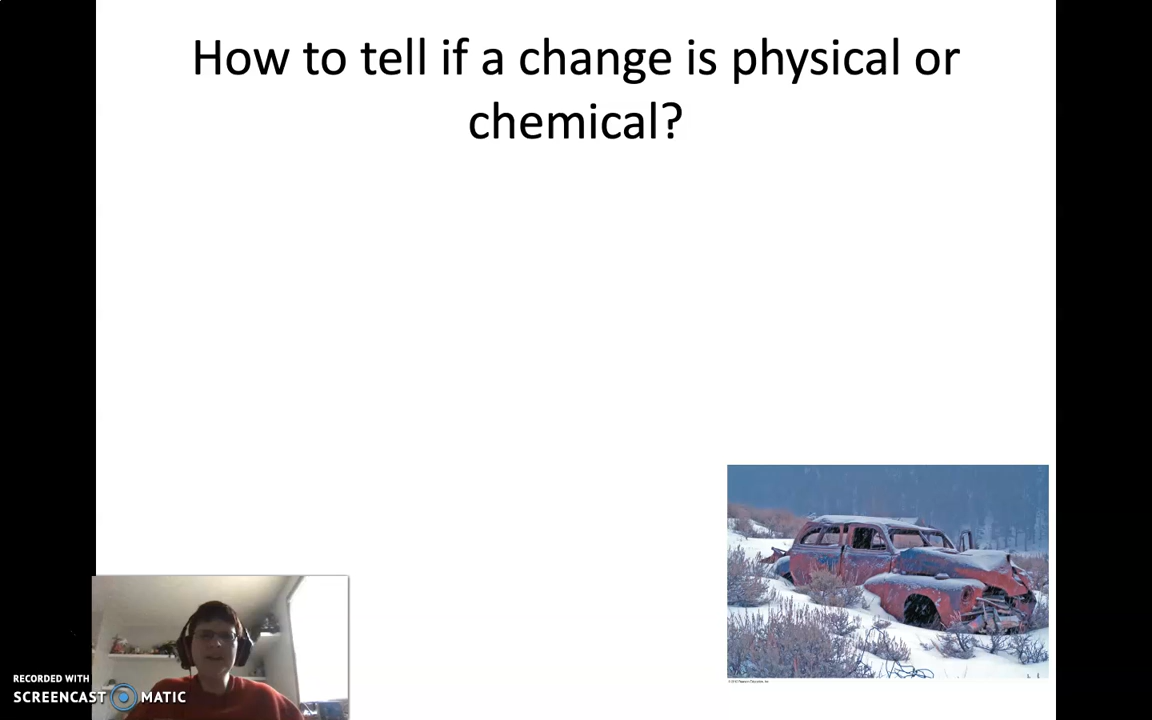 How to tell if a change is physical or
chemical?
RECORDED WITH
SCREENCAST MATIC